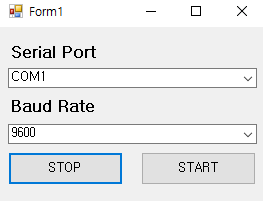 Form1
Serial Port
COM1
Baud Rate
9600
STOP START